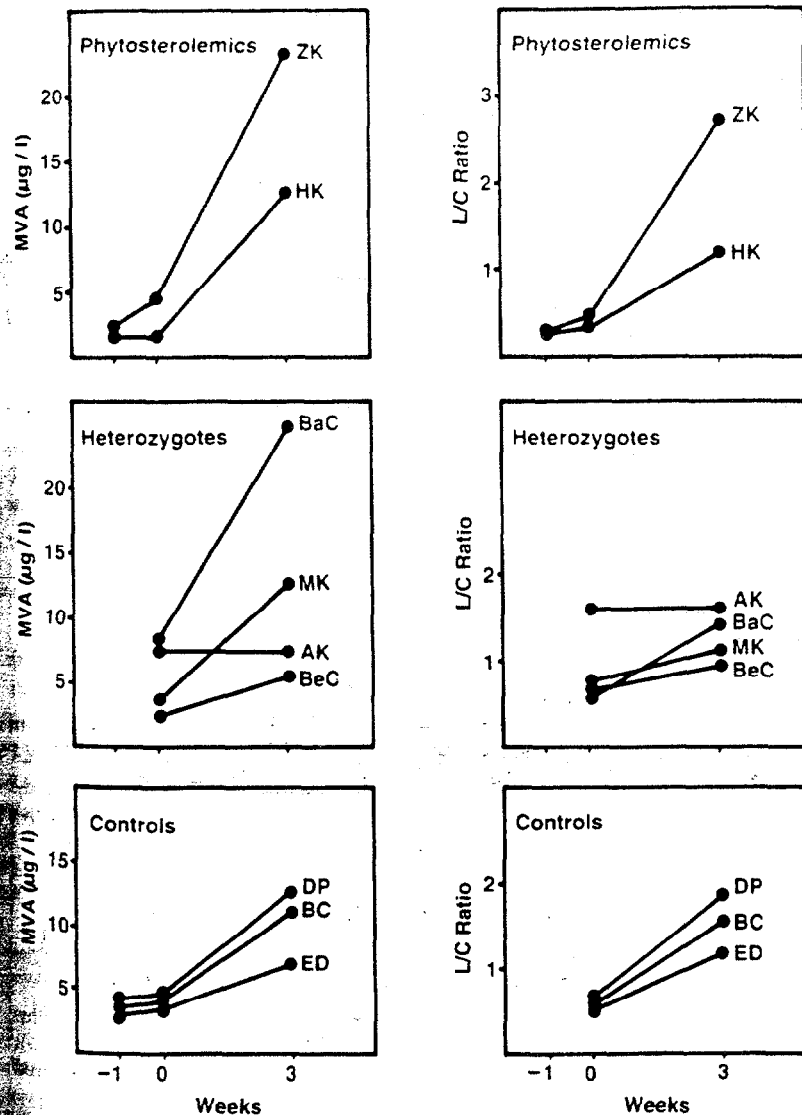 Phytosterolemics
MVA (µg / l)
20
15
10
5
ZK
HK
Phytosterolemics
L/C Ratio
3
2
1
ZK
HK
Heterozygotes
MVA (µg / l)
20
15
10
5
BaC
MK
AK
BeC
Heterozygotes
L/C Ratio
2
1
AK
BaC
MK
BeC
Controls
MVA (µg / l)
15
10
5
DP
BC
ED
−1 0 3
Weeks
Controls
L/C Ratio
2
1
DP
BC
ED
−1 0 3
Weeks